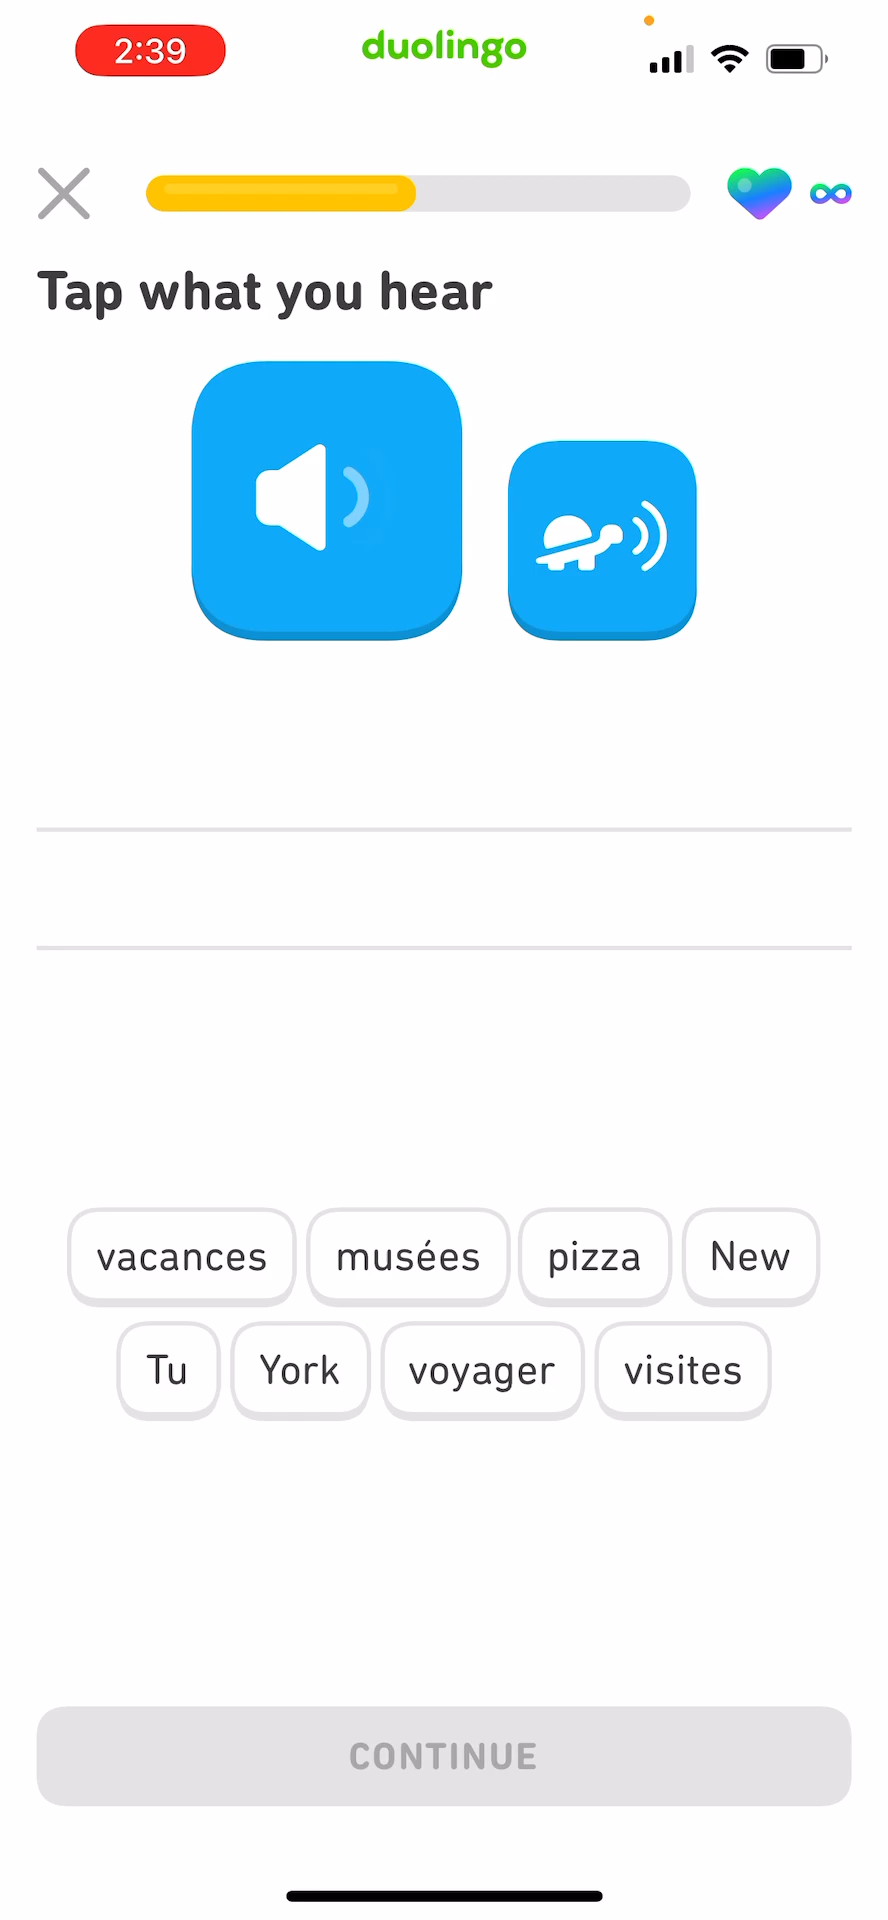 2:39
duolingo
Tap what you hear
vacances musées pizza New
Tu York voyager visites
CONTINUE